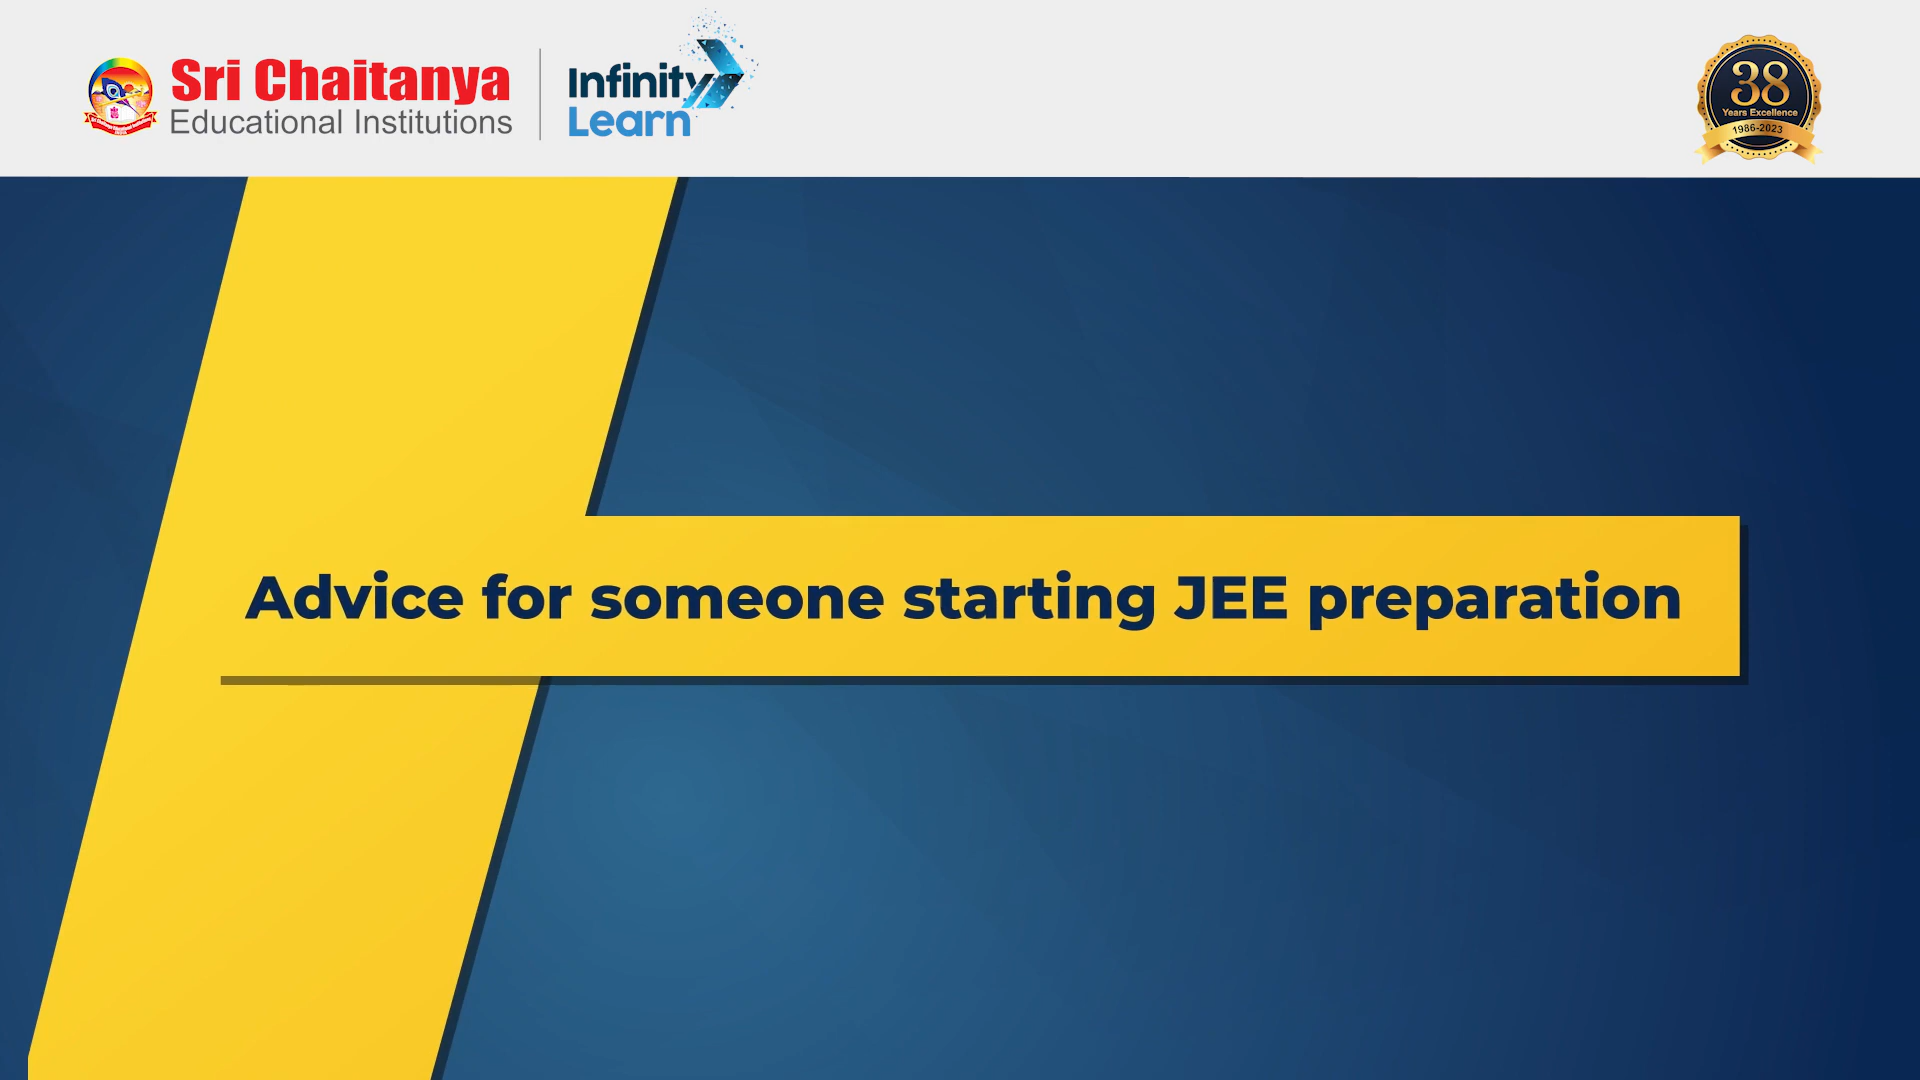 Sri Chaitanya
Educational Institutions
Infinity
Learn
38
Years Excellence
1986-2023
Advice for someone starting JEE preparation